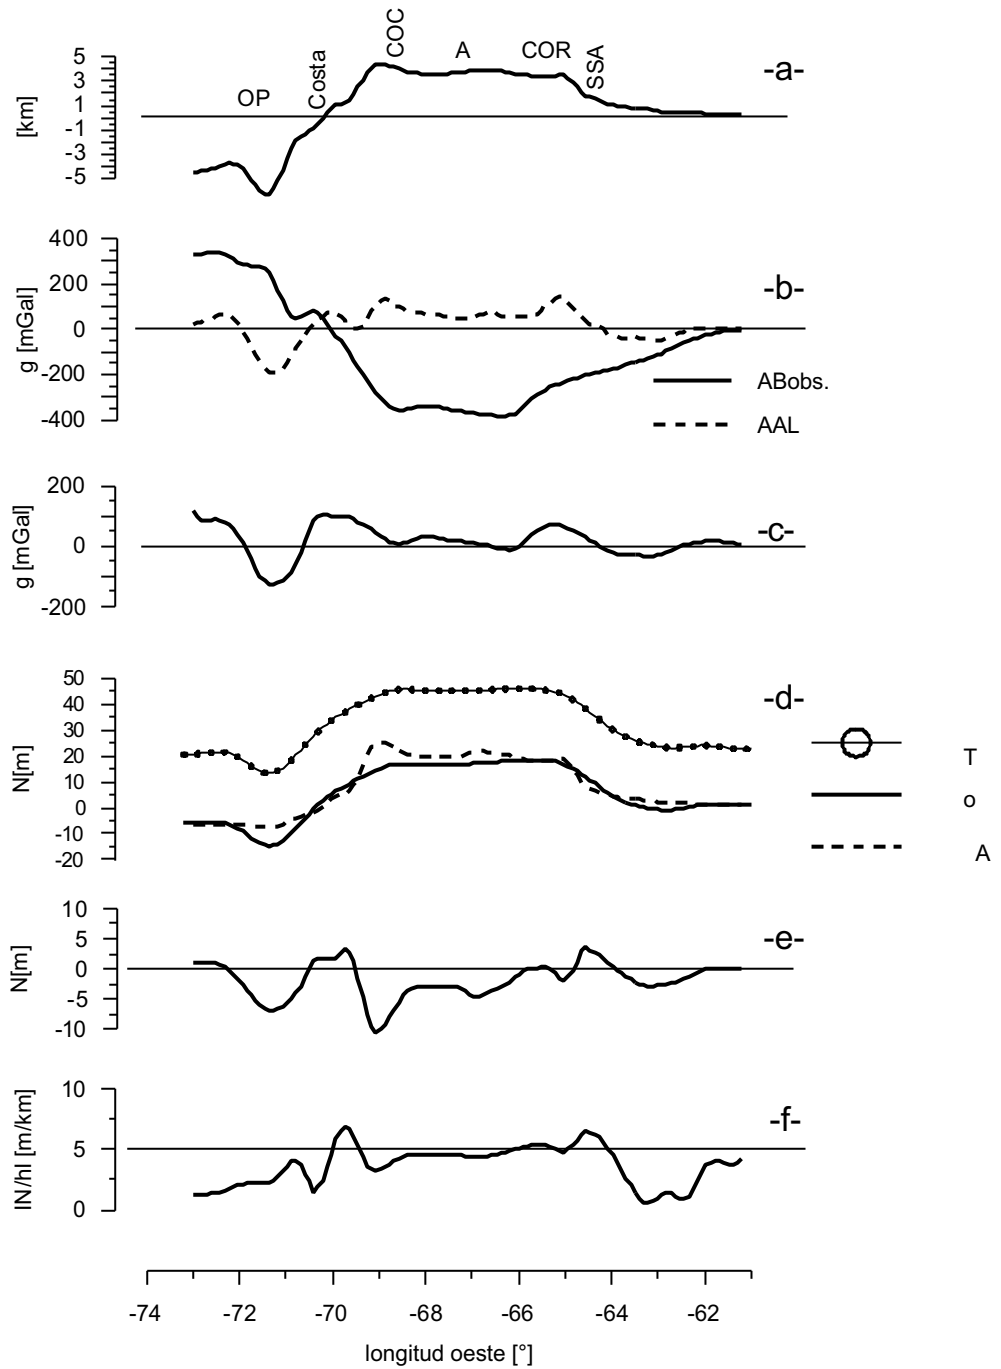 COC
A
COR
SSA
Costa
OP
-a-
[km]
5
3
1
-1
-3
-5
-b-
g [mGal]
400
200
0
-200
-400
ABobs.
AAL
-c-
g [mGal]
200
0
-200
-d-
N[m]
50
40
30
20
10
0
-10
-20
T
o
A
-e-
N[m]
10
5
0
-5
-10
-f-
IN/hI [m/km]
10
5
0
-74 -72 -70 -68 -66 -64 -62
longitud oeste [°]